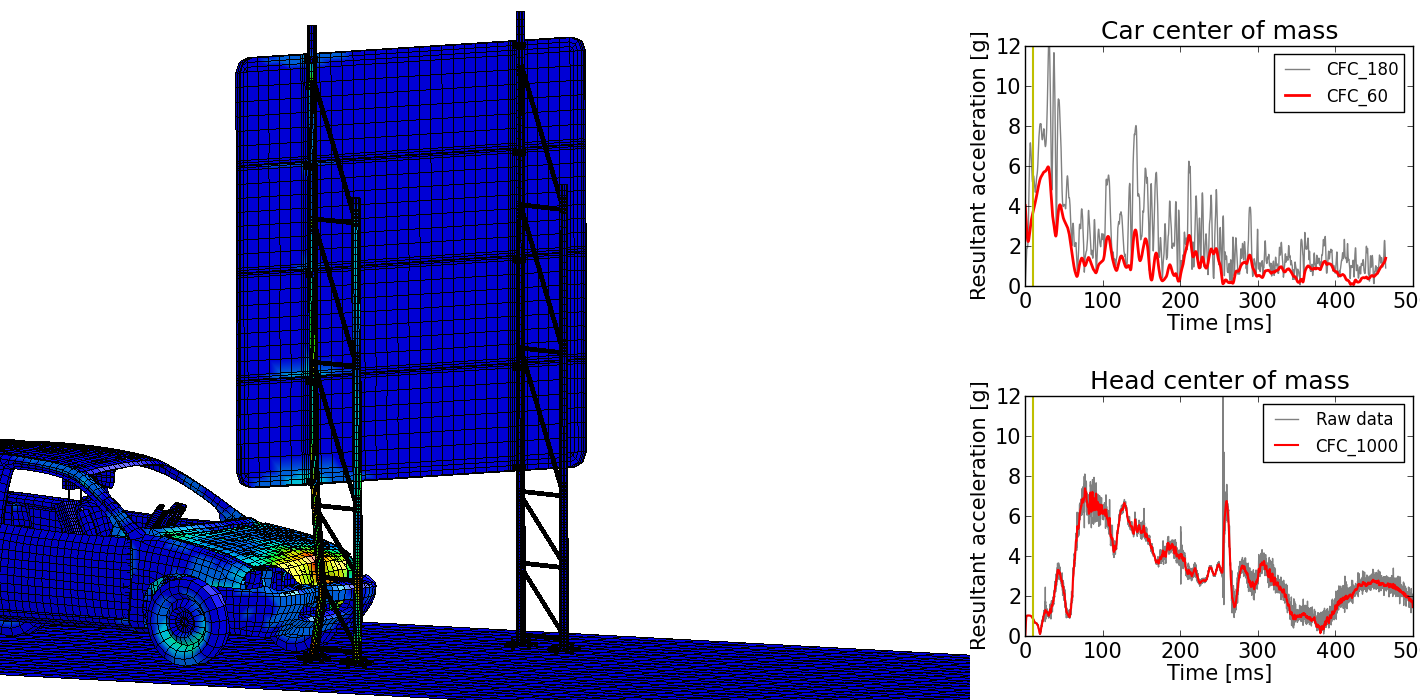 Car center of mass
Resultant acceleration [g]
12
10
8
6
4
2
0
CFC_180
CFC_60
0 100 200 300 400 50
Time [ms]
Head center of mass
Resultant acceleration [g]
12
10
8
6
4
2
0
Raw data
CFC_1000
0 100 200 300 400 50
Time [ms]